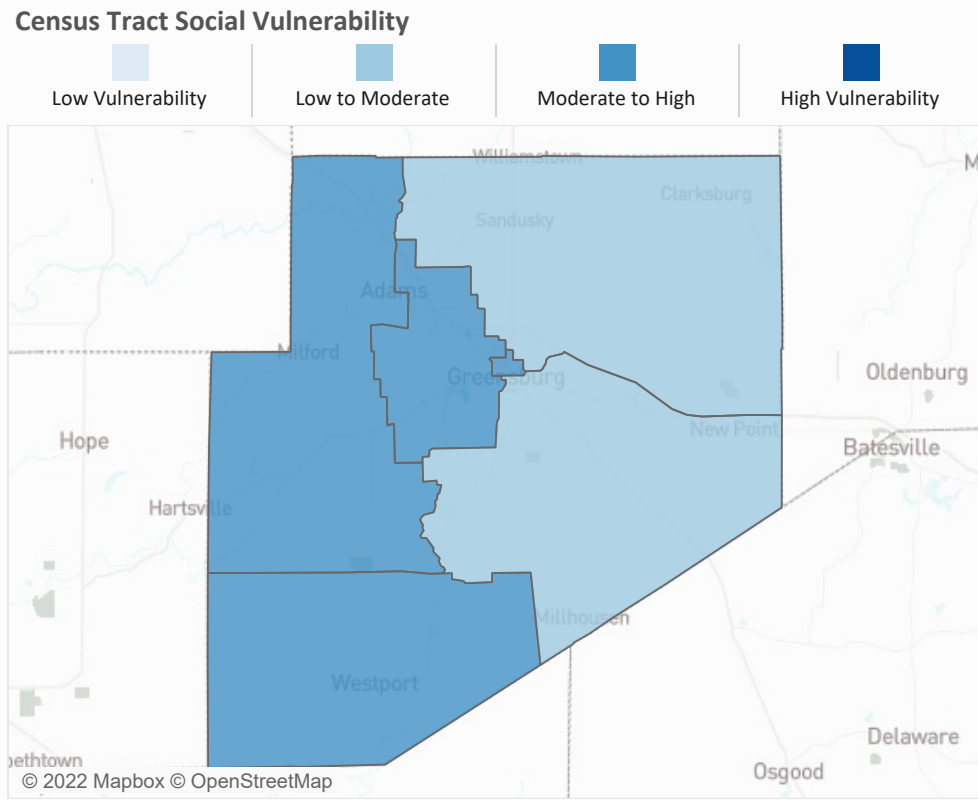 Census Tract Social Vulnerability
Low Vulnerability
Low to Moderate
Moderate to High
High Vulnerability
Williamstown
M
Clarksburg
Sandusky
Adams
Milford
Oldenburg
Greensburg
New Point
Hope
Batesville
Hartsville
Millhousen
Westport
Delaware
bethtown
Osgood
© 2022 Mapbox © OpenStreetMap